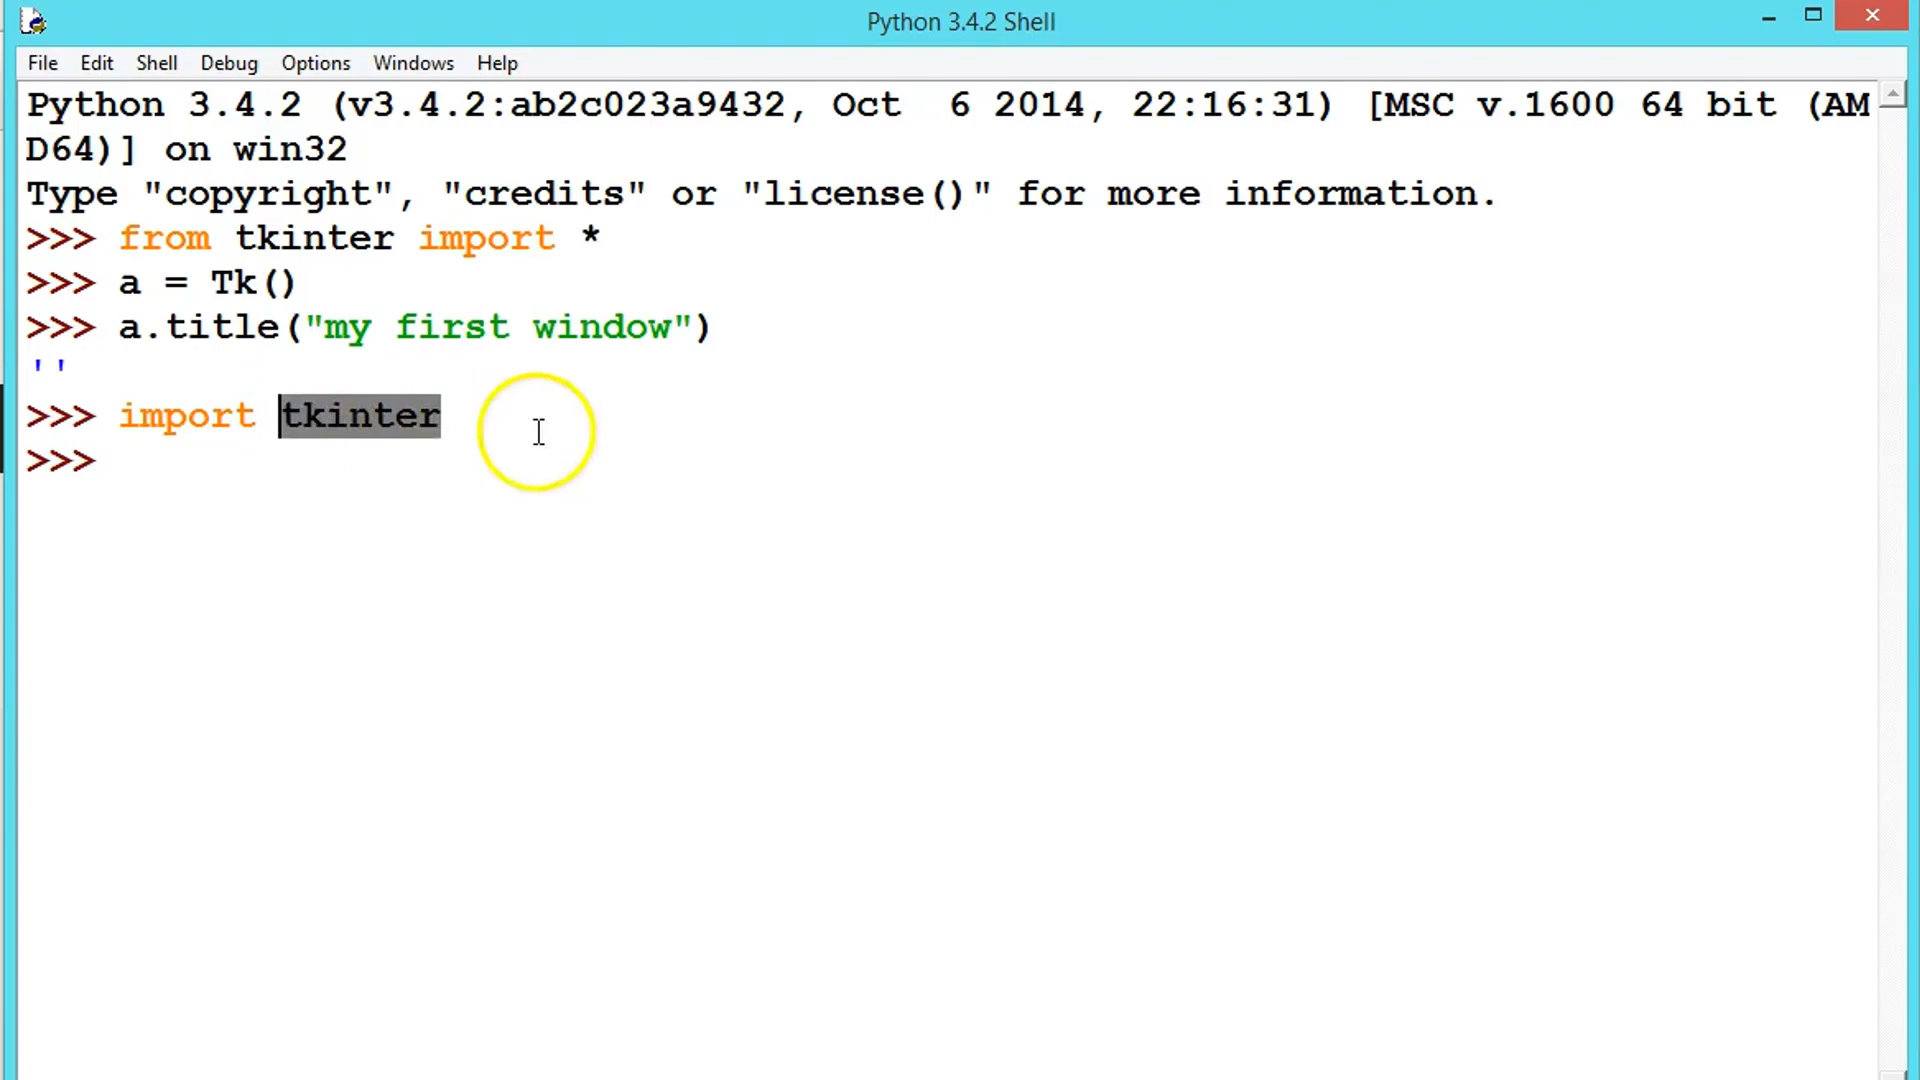 Python 3.4.2 Shell
File Edit Shell Debug Options Windows Help
Python 3.4.2 (v3.4.2:ab2c023a9432, Oct  6 2014, 22:16:31) [MSC v.1600 64 bit (AM
D64)] on win32
Type "copyright", "credits" or "license()" for more information.
>>> from tkinter import *
>>> a = Tk()
>>> a.title("my first window")
''
>>> import tkinter
>>>